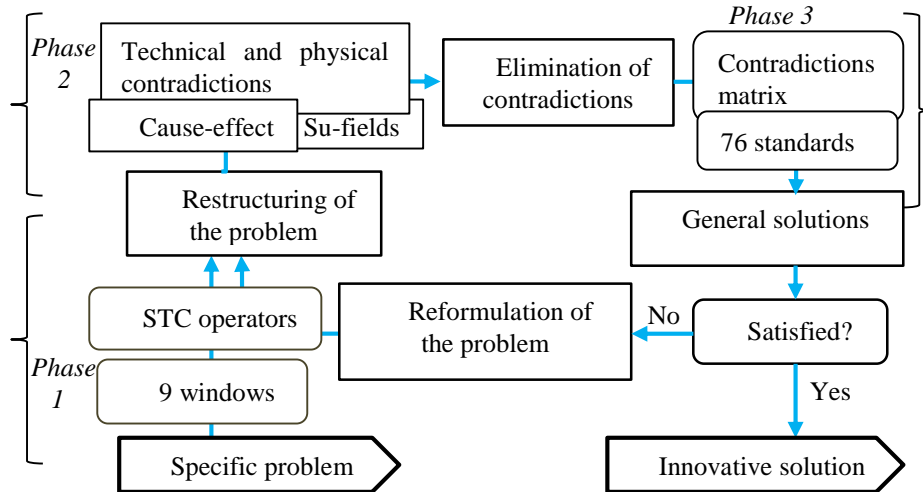 Phase
2
Technical and physical
contradictions
Cause-effect
Su-fields
Elimination of
contradictions
Phase 3
Contradictions
matrix
76 standards
Restructuring of
the problem
General solutions
STC operators
Reformulation of
the problem
No
Satisfied?
Phase
1
9 windows
Yes
Specific problem
Innovative solution